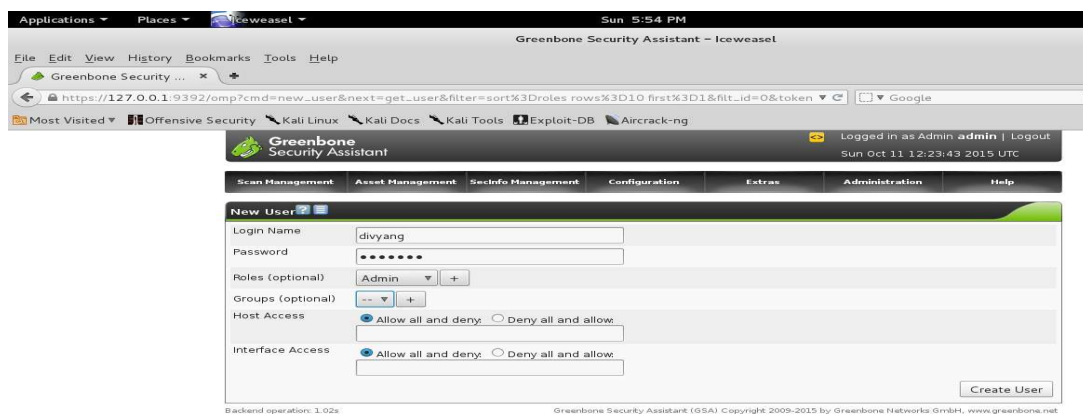 Applications ▾ Places ▾ Iceweasel ▾ Sun 5:54 PM
Greenbone Security Assistant - Iceweasel
File Edit View History Bookmarks Tools Help
Greenbone Security ... × +
https://127.0.0.1:9392/omp?cmd=new_user&next=get_user&filter=sort%3Droles rows%3D10 first%3D1&filt_id=0&token ▾ Google
Most Visited ▾ Offensive Security Kali Linux Kali Docs Kali Tools Exploit-DB Aircrack-ng
Greenbone
Security Assistant
Logged in as Admin admin | Logout
Sun Oct 11 12:23:43 2015 UTC
Scan Management Asset Management SecInfo Management Configuration Extras Administration Help
New User ?
Login Name divyang
Password •••••••
Roles (optional) Admin ▾ +
Groups (optional) -- ▾ +
Host Access Allow all and deny: Deny all and allow:
Interface Access Allow all and deny: Deny all and allow:
Create User
Backend operation: 1.02s Greenbone Security Assistant (GSA) Copyright 2009-2015 by Greenbone Networks GmbH, www.greenbone.net